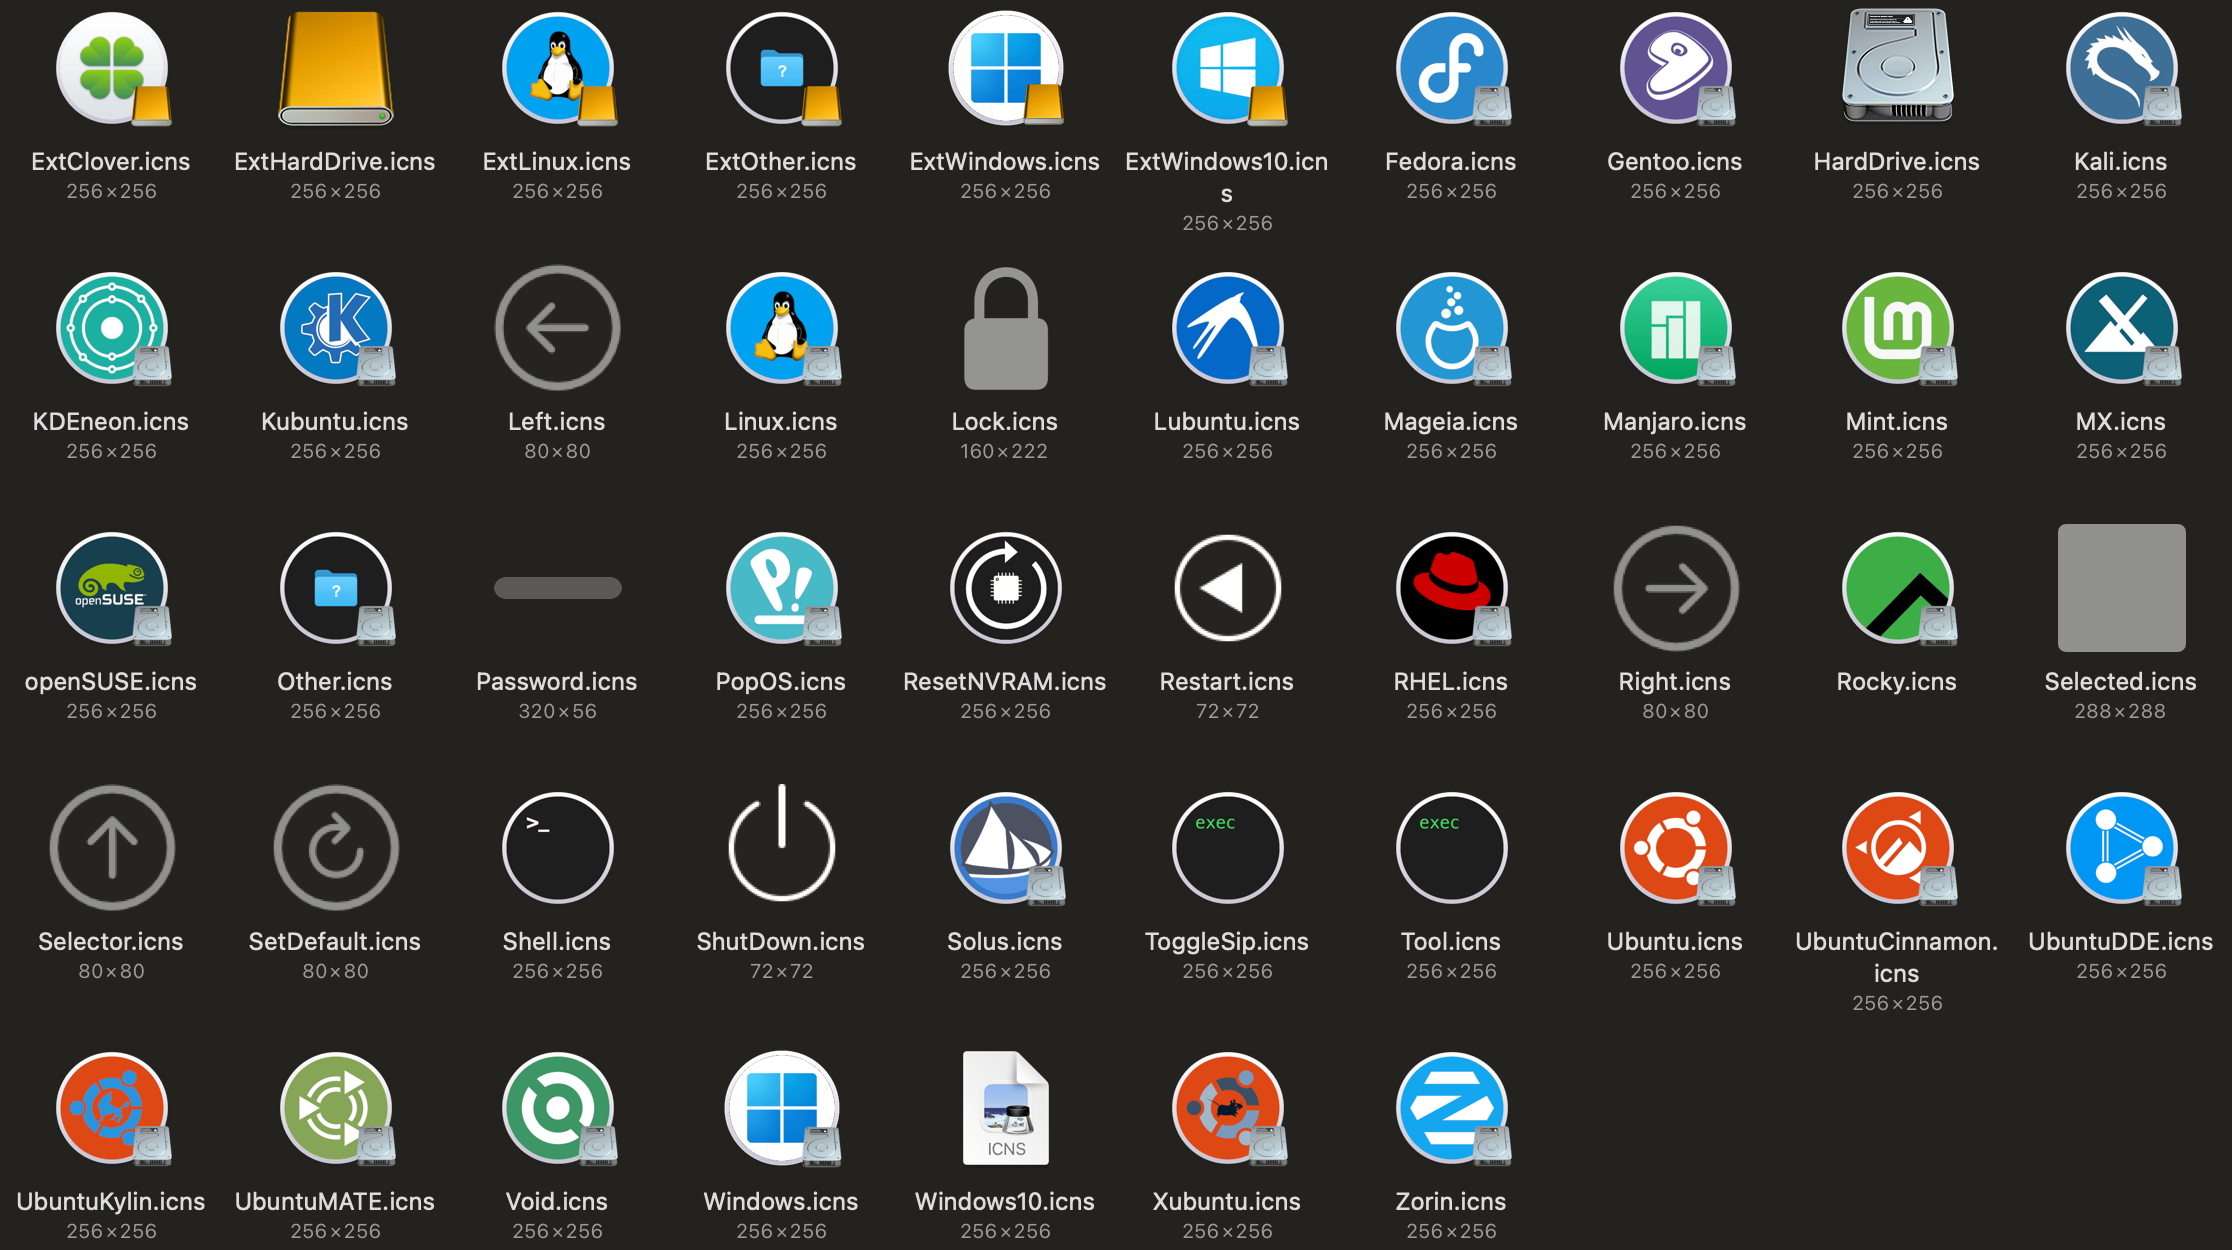 ExtClover.icns ExtHardDrive.icns ExtLinux.icns ExtOther.icns ExtWindows.icns ExtWindows10.icn Fedora.icns Gentoo.icns HardDrive.icns Kali.icns
256×256 256×256 256×256 256×256 256×256 s 256×256 256×256 256×256 256×256
256×256
KDEneon.icns Kubuntu.icns Left.icns Linux.icns Lock.icns Lubuntu.icns Mageia.icns Manjaro.icns Mint.icns MX.icns
256×256 256×256 80×80 256×256 160×222 256×256 256×256 256×256 256×256 256×256
openSUSE
openSUSE.icns Other.icns Password.icns PopOS.icns ResetNVRAM.icns Restart.icns RHEL.icns Right.icns Rocky.icns Selected.icns
256×256 256×256 320×56 256×256 256×256 72×72 256×256 80×80 288×288
>_ exec exec
Selector.icns SetDefault.icns Shell.icns ShutDown.icns Solus.icns ToggleSip.icns Tool.icns Ubuntu.icns UbuntuCinnamon. UbuntuDDE.icns
80×80 80×80 256×256 72×72 256×256 256×256 256×256 256×256 icns 256×256
256×256
ICNS
UbuntuKylin.icns UbuntuMATE.icns Void.icns Windows.icns Windows10.icns Xubuntu.icns Zorin.icns
256×256 256×256 256×256 256×256 256×256 256×256 256×256